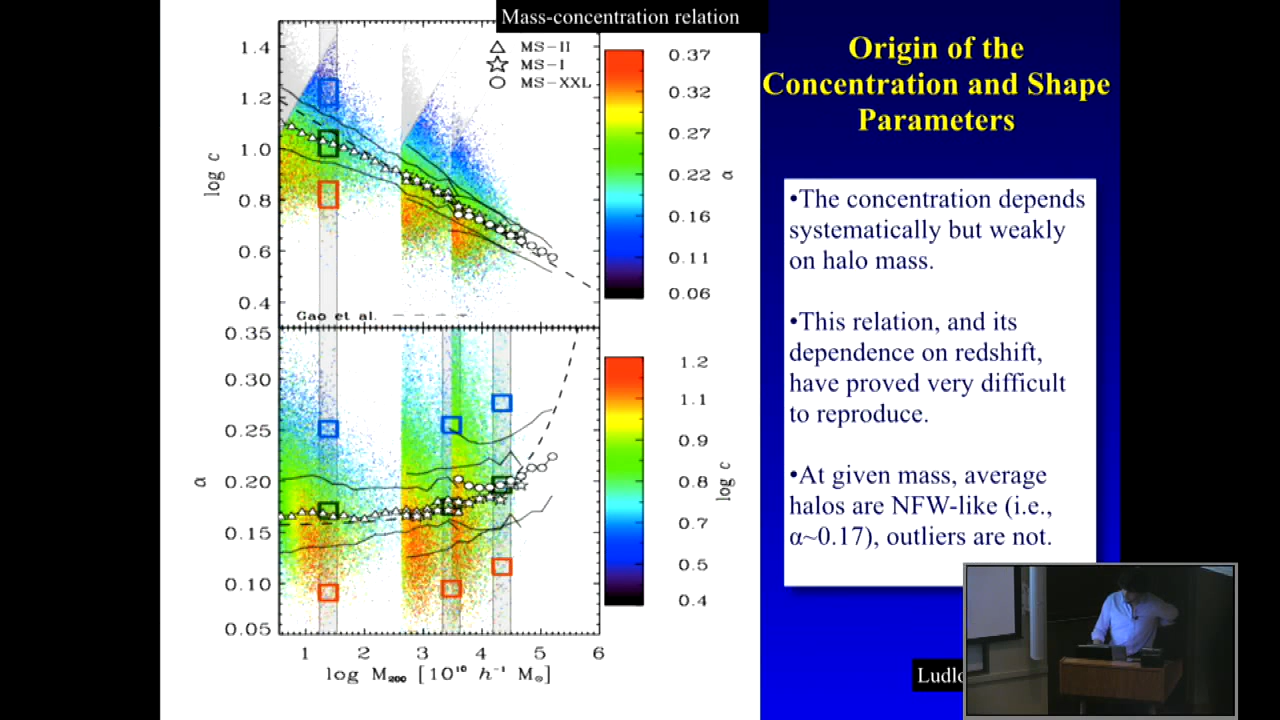 Mass-concentration relation
MS-II
MS-I
MS-XXL
log c
1.4
1.2
1.0
0.8
0.6
0.4
Gao et al.
0.37
0.32
0.27
0.22
0.16
0.11
0.06
α
α
0.35
0.30
0.25
0.20
0.15
0.10
0.05
1 2 3 4 5 6
log M₂₀₀ [10¹⁰ h⁻¹ M☉]
1.2
1.1
0.9
0.8
0.7
0.5
0.4
log c
Origin of the
Concentration and Shape
Parameters
•The concentration depends
systematically but weakly
on halo mass.
•This relation, and its
dependence on redshift,
have proved very difficult
to reproduce.
•At given mass, average
halos are NFW-like (i.e.,
α~0.17), outliers are not.